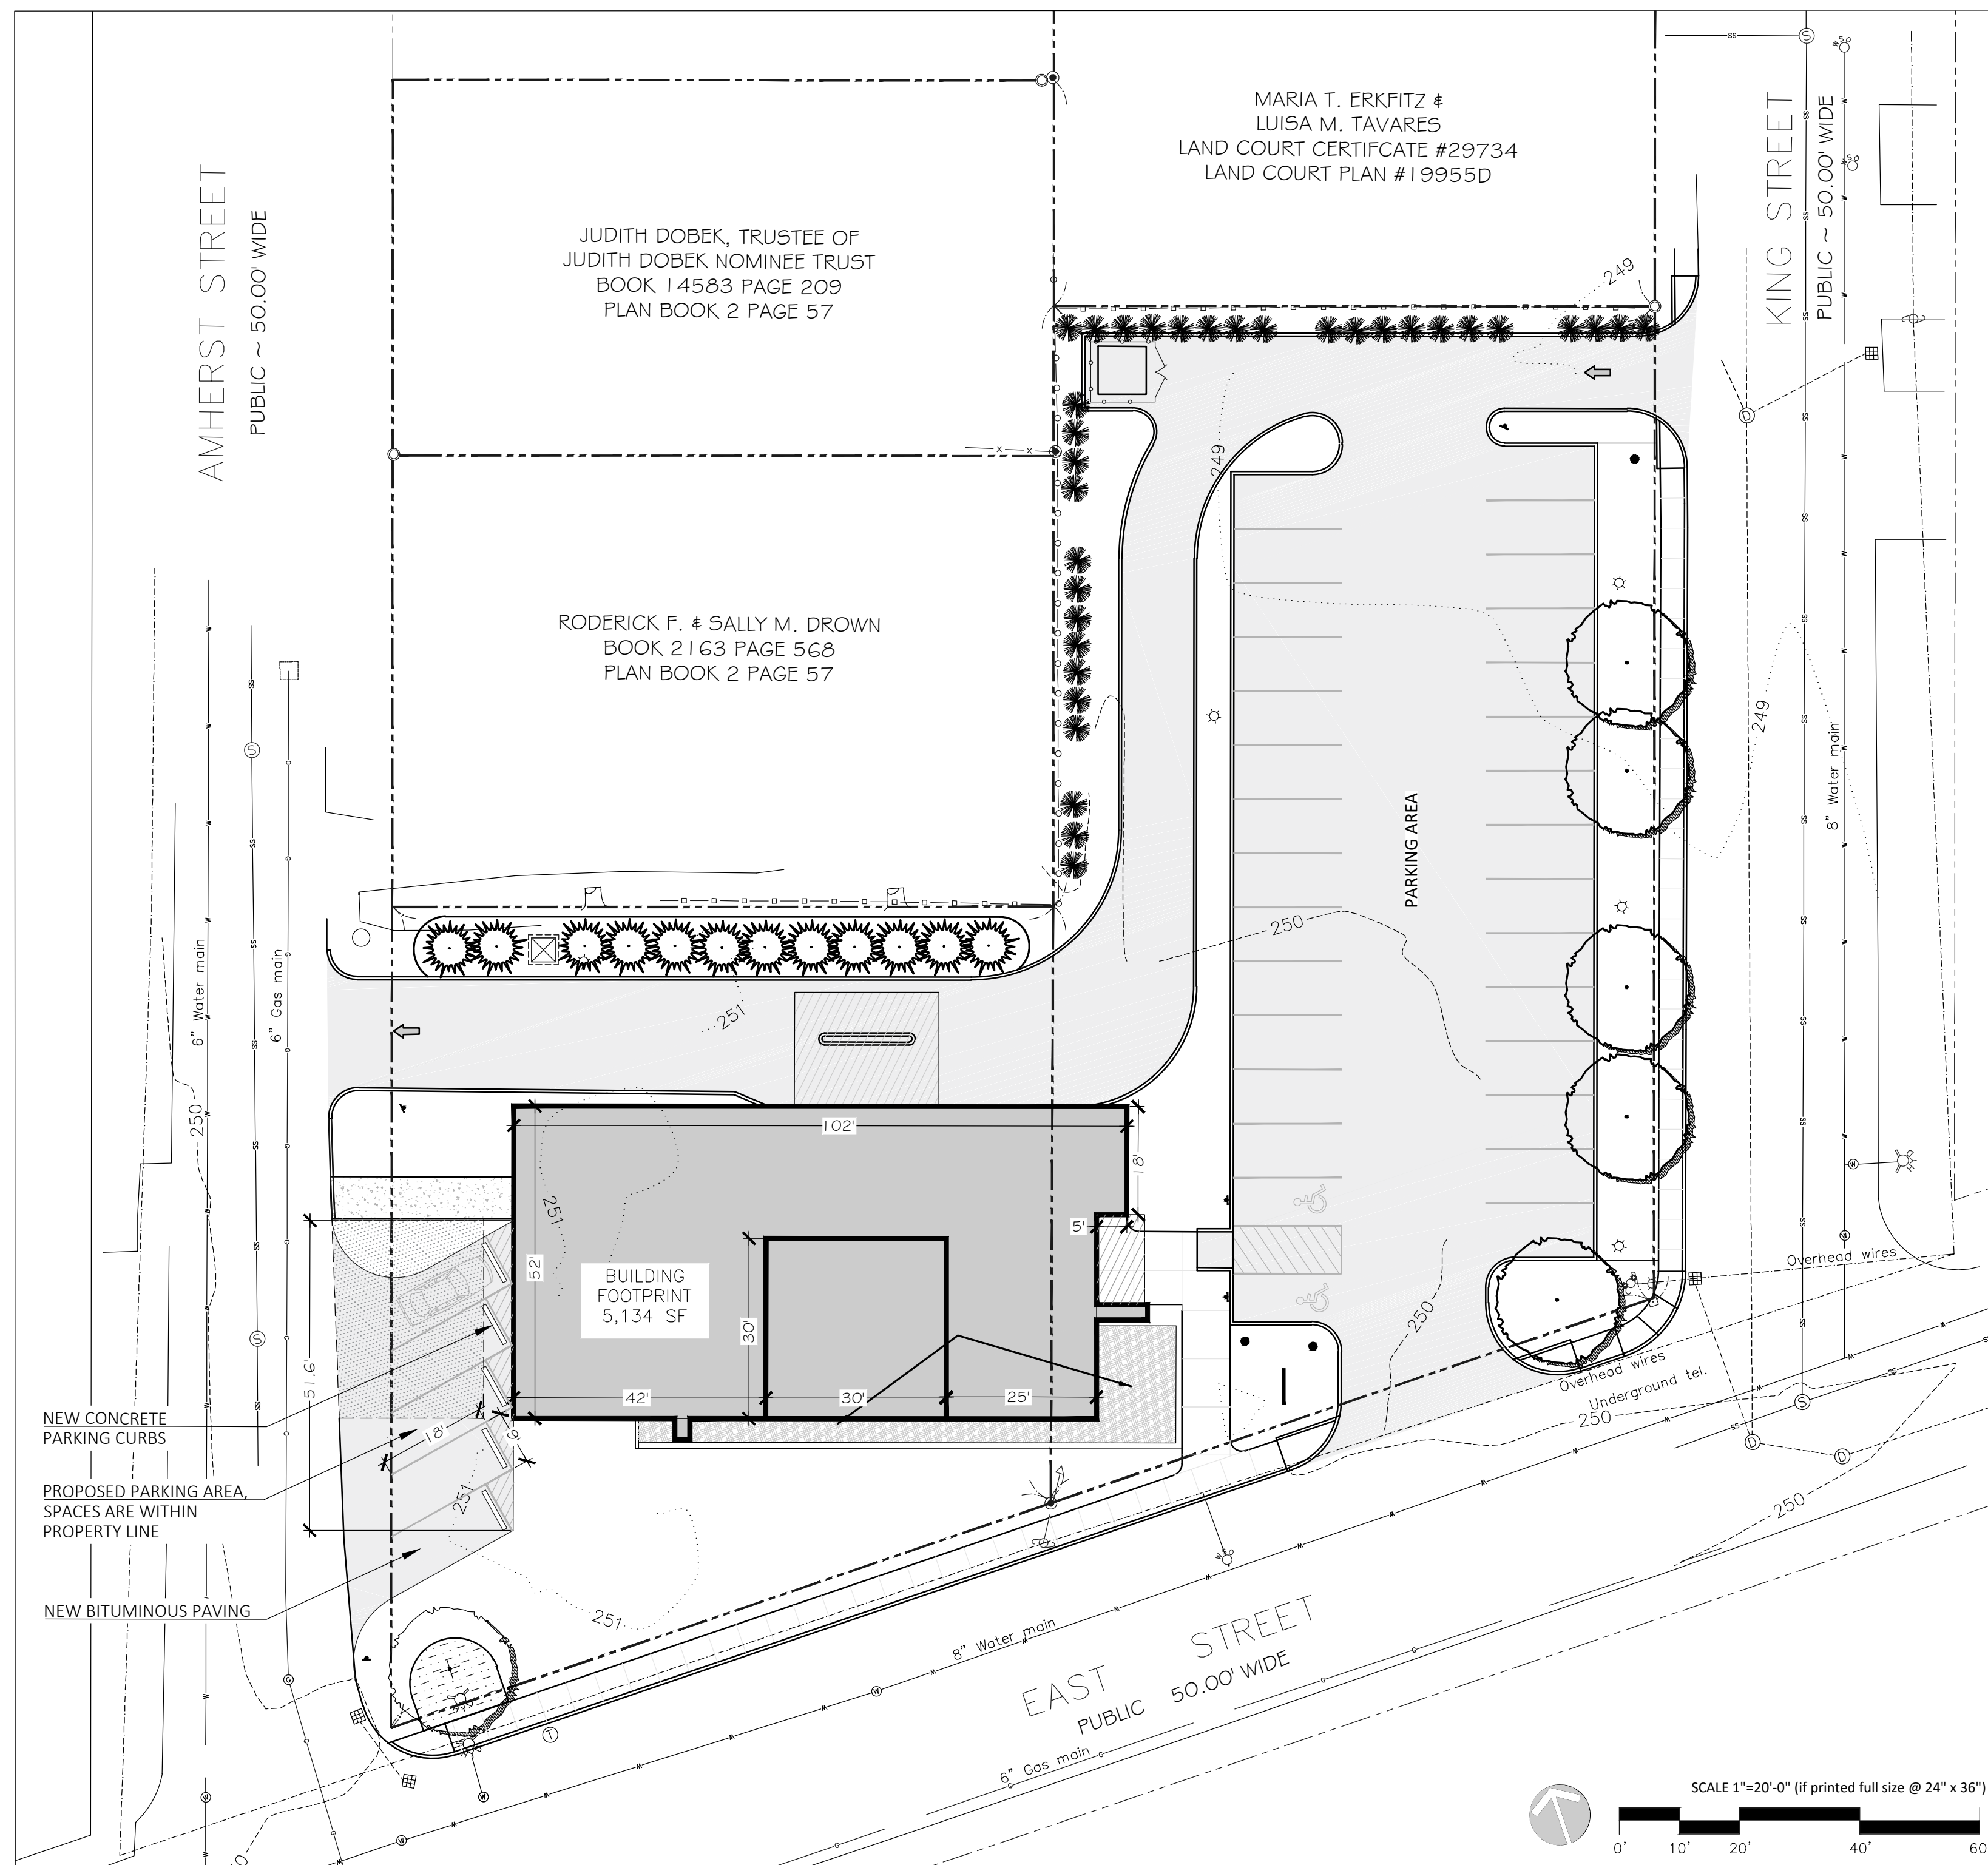 AMHERST STREET
PUBLIC ~ 50.00' WIDE
JUDITH DOBEK, TRUSTEE OF
JUDITH DOBEK NOMINEE TRUST
BOOK 14583 PAGE 209
PLAN BOOK 2 PAGE 57
MARIA T. ERKFITZ &
LUISA M. TAVARES
LAND COURT CERTIFCATE #29734
LAND COURT PLAN #19955D
KING STREET
PUBLIC ~ 50.00' WIDE
249
249
249
RODERICK F. & SALLY M. DROWN
BOOK 2163 PAGE 568
PLAN BOOK 2 PAGE 57
PARKING AREA
8" Water main
6" Water main
6" Gas main
250
250
251
251
102'
18'
5'
52'
BUILDING
FOOTPRINT
5,134 SF
30'
42'
30'
25'
51.6'
18'
9'
NEW CONCRETE
PARKING CURBS
PROPOSED PARKING AREA,
SPACES ARE WITHIN
PROPERTY LINE
NEW BITUMINOUS PAVING
251
251
250
Overhead wires
Overhead wires
Underground tel.
250
250
8" Water main
EAST STREET
PUBLIC 50.00' WIDE
6" Gas main
SCALE 1"=20'-0" (if printed full size @ 24" x 36")
0' 10' 20' 40' 60